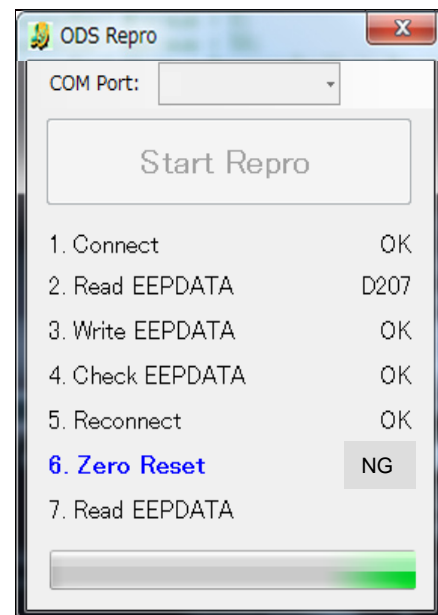 ODS Repro
x
COM Port:
Start Repro
1. Connect OK
2. Read EEPDATA D207
3. Write EEPDATA OK
4. Check EEPDATA OK
5. Reconnect OK
6. Zero Reset NG
7. Read EEPDATA